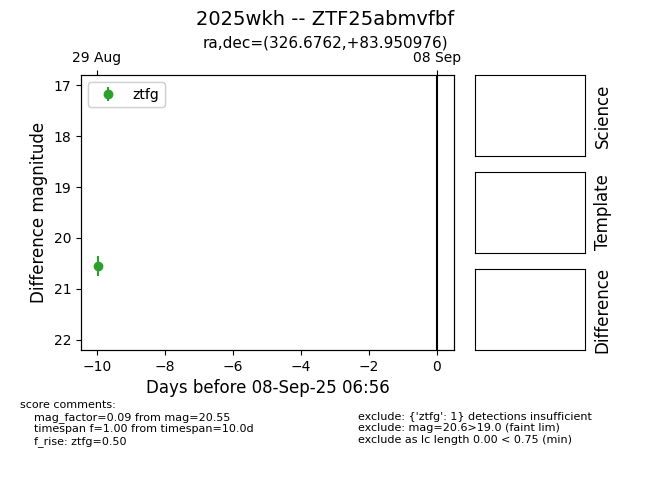 2025wkh -- ZTF25abmvfbf
ra,dec=(326.6762,+83.950976)
29 Aug
08 Sep
ztfg
17
18
19
20
21
22
Difference magnitude
−10
−8
−6
−4
−2
0
Days before 08-Sep-25 06:56
Science
Template
Difference
score comments:
mag_factor=0.09 from mag=20.55
timespan f=1.00 from timespan=10.0d
f_rise: ztfg=0.50
exclude: {'ztfg': 1} detections insufficient
exclude: mag=20.6>19.0 (faint lim)
exclude as lc length 0.00 < 0.75 (min)